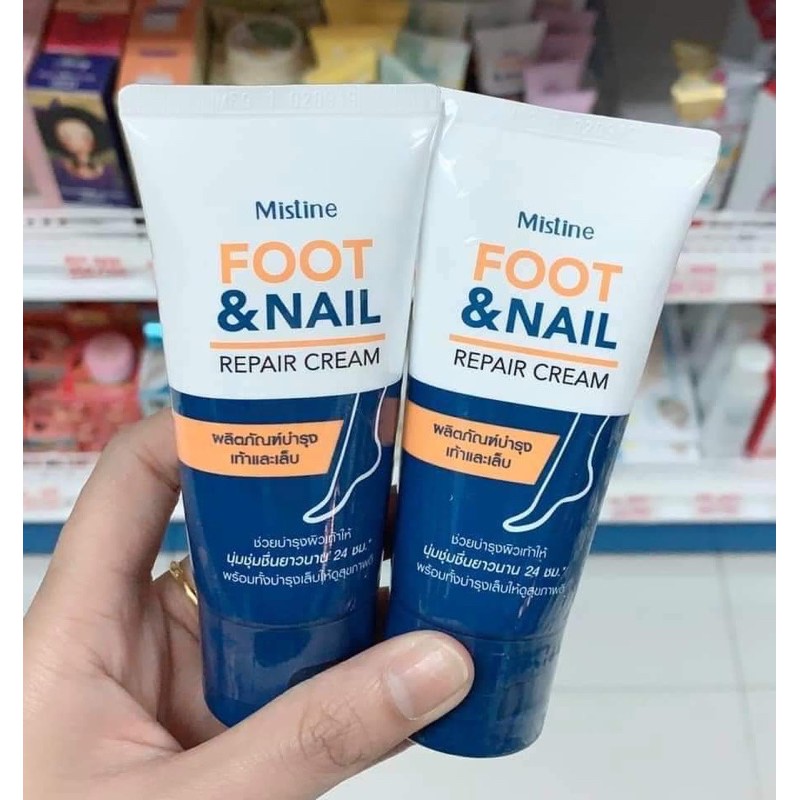 Mistine
FOOT
& NAIL
REPAIR CREAM
ผลิตภัณฑ์บำรุง
เท้าและเล็บ
ช่วยบำรุงผิวเท้าให้
นุ่มชุ่มชื่นยาวนาน 24 ชม.*
พร้อมทั้งบำรุงเล็บให้ดูสุขภาพดี
Mistine
FOOT
& NAIL
REPAIR CREAM
ผลิตภัณฑ์บำรุง
เท้าและเล็บ
ช่วยบำรุงผิวเท้าให้
นุ่มชุ่มชื่นยาวนาน 24 ชม.*
พร้อมทั้งบำรุงเล็บให้ดูสุขภาพดี